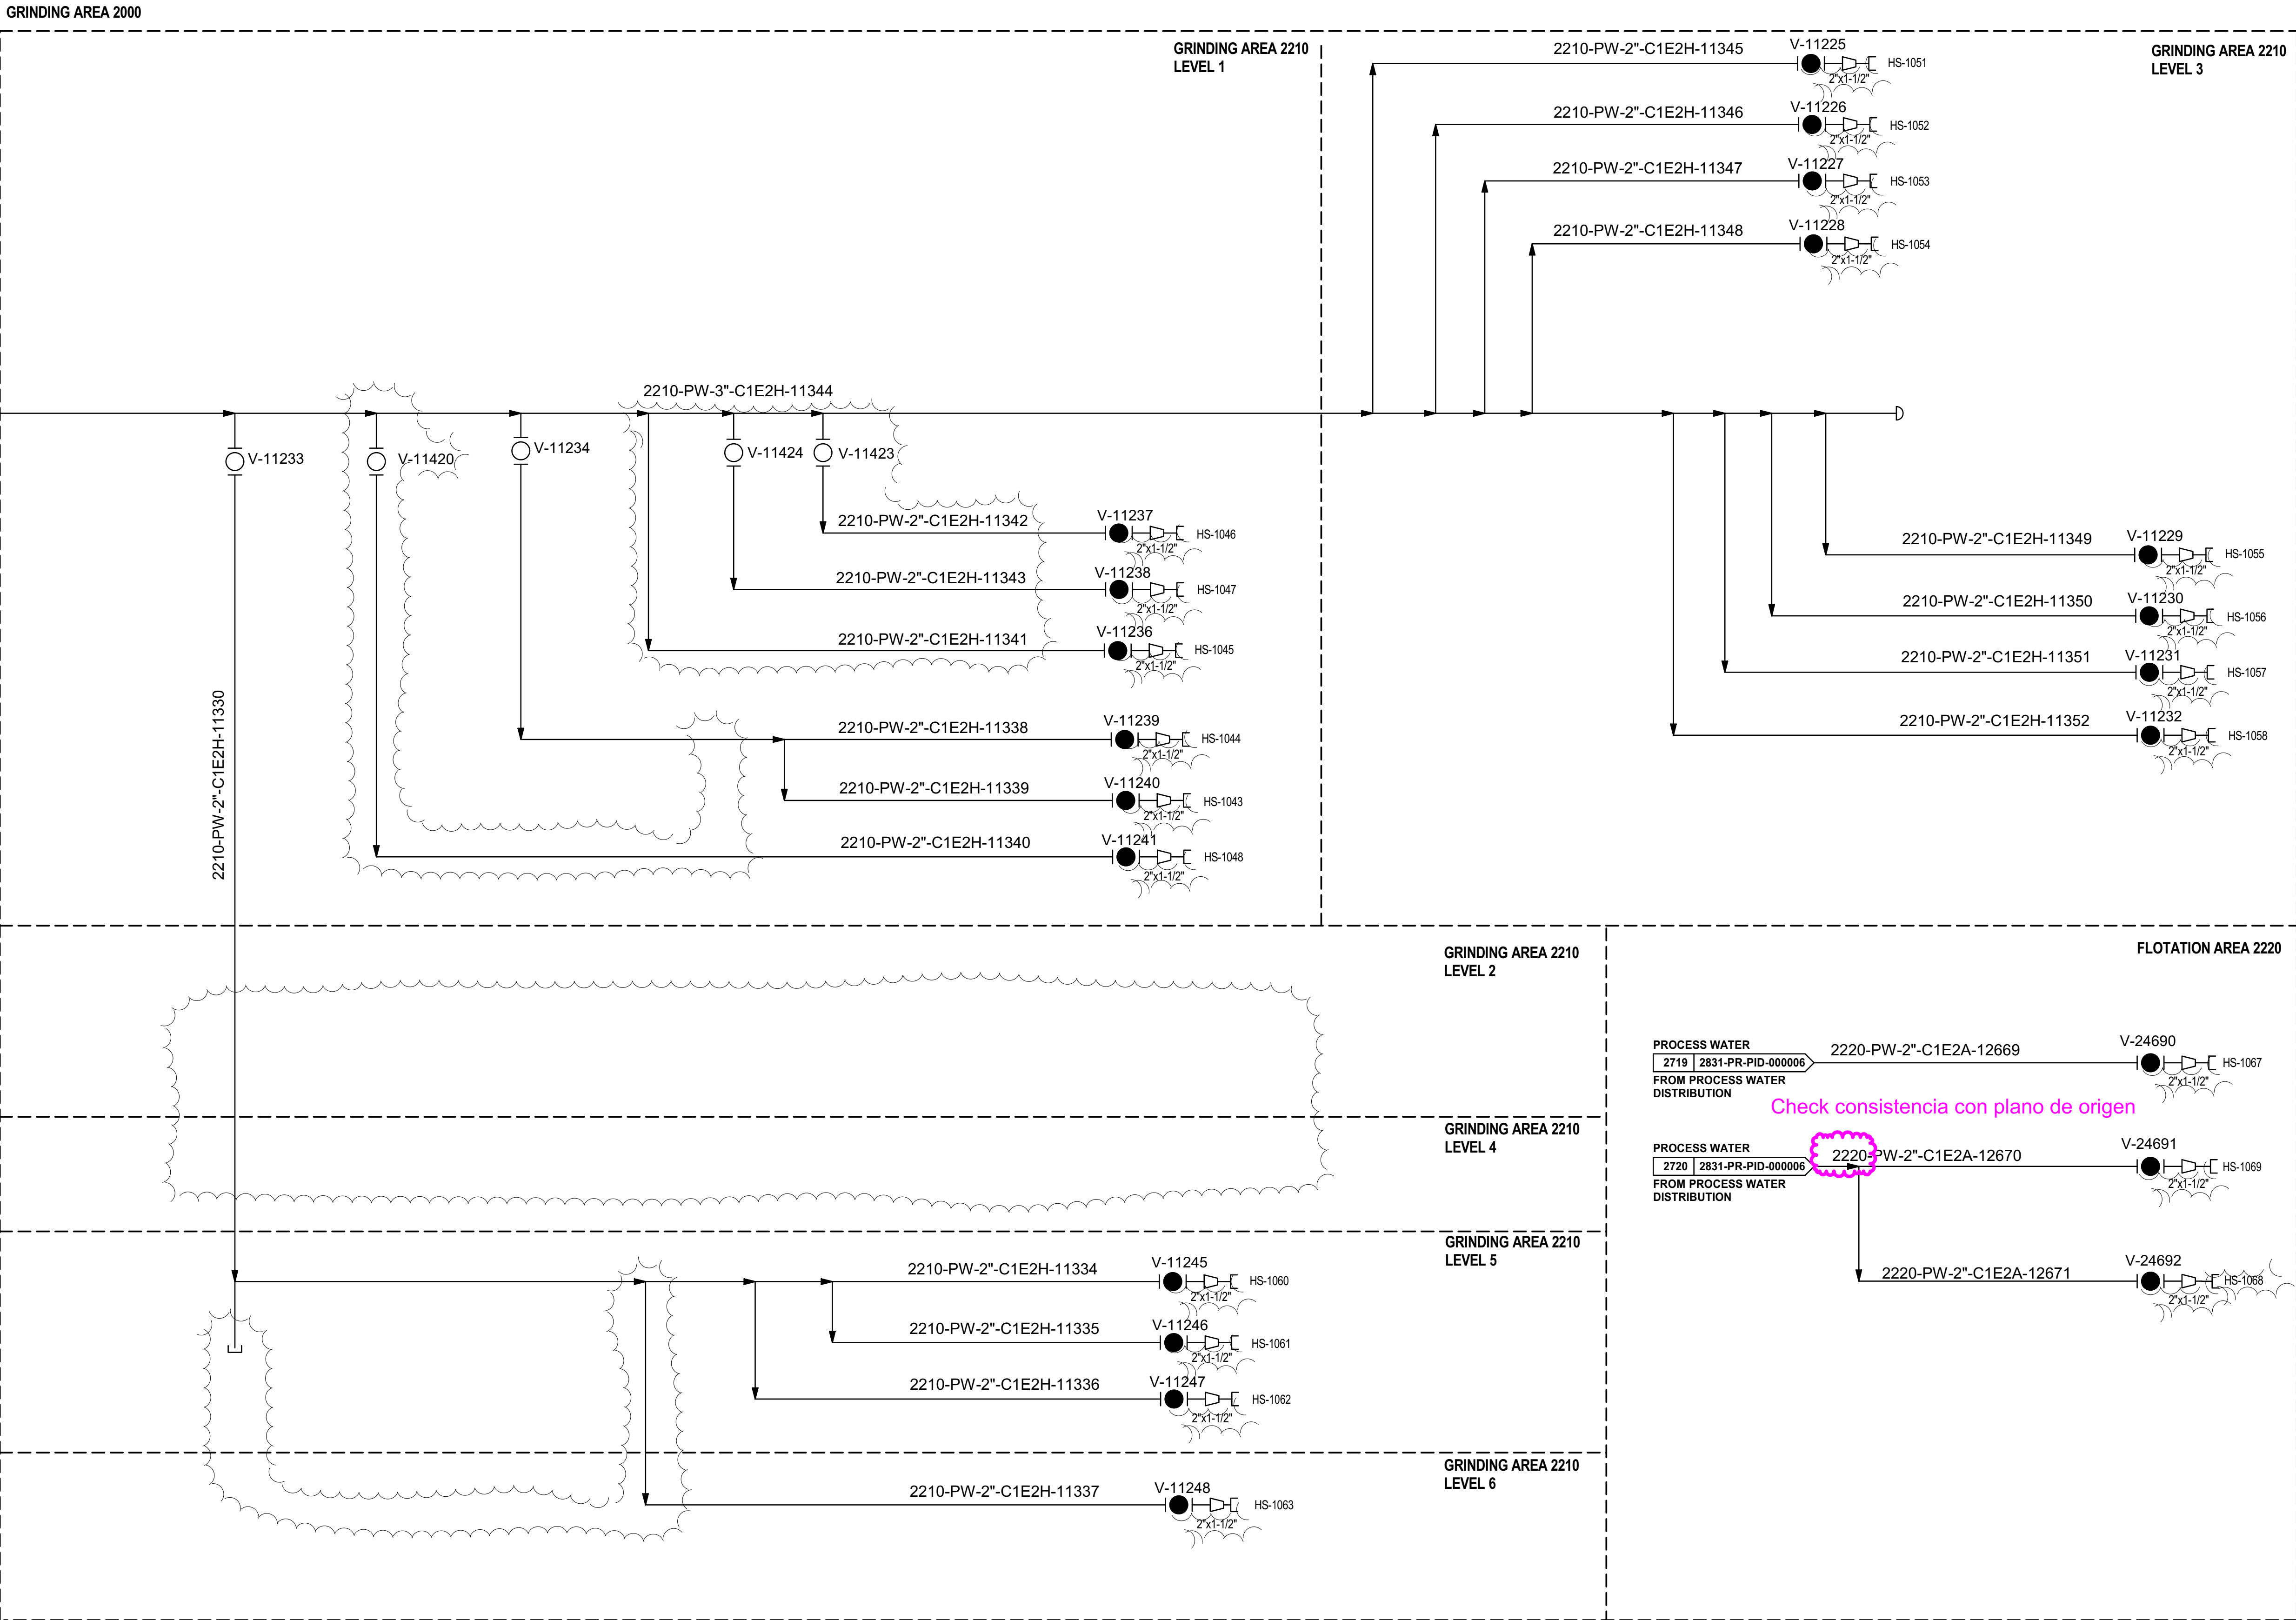 GRINDING AREA 2000
GRINDING AREA 2210
LEVEL 1
2210-PW-3"-C1E2H-11344
V-11233
V-11420
V-11234
V-11424
V-11423
2210-PW-2"-C1E2H-11342
V-11237
2"x1-1/2"
HS-1046
2210-PW-2"-C1E2H-11343
V-11238
2"x1-1/2"
HS-1047
2210-PW-2"-C1E2H-11341
V-11236
2"x1-1/2"
HS-1045
2210-PW-2"-C1E2H-11338
V-11239
2"x1-1/2"
HS-1044
2210-PW-2"-C1E2H-11339
V-11240
2"x1-1/2"
HS-1043
2210-PW-2"-C1E2H-11340
V-11241
2"x1-1/2"
HS-1048
2210-PW-2"-C1E2H-11330
GRINDING AREA 2210
LEVEL 3
2210-PW-2"-C1E2H-11345
V-11225
2"x1-1/2"
HS-1051
2210-PW-2"-C1E2H-11346
V-11226
2"x1-1/2"
HS-1052
2210-PW-2"-C1E2H-11347
V-11227
2"x1-1/2"
HS-1053
2210-PW-2"-C1E2H-11348
V-11228
2"x1-1/2"
HS-1054
2210-PW-2"-C1E2H-11349
V-11229
2"x1-1/2"
HS-1055
2210-PW-2"-C1E2H-11350
V-11230
2"x1-1/2"
HS-1056
2210-PW-2"-C1E2H-11351
V-11231
2"x1-1/2"
HS-1057
2210-PW-2"-C1E2H-11352
V-11232
2"x1-1/2"
HS-1058
GRINDING AREA 2210
LEVEL 2
GRINDING AREA 2210
LEVEL 4
GRINDING AREA 2210
LEVEL 5
2210-PW-2"-C1E2H-11334
V-11245
2"x1-1/2"
HS-1060
2210-PW-2"-C1E2H-11335
V-11246
2"x1-1/2"
HS-1061
2210-PW-2"-C1E2H-11336
V-11247
2"x1-1/2"
HS-1062
GRINDING AREA 2210
LEVEL 6
2210-PW-2"-C1E2H-11337
V-11248
2"x1-1/2"
HS-1063
FLOTATION AREA 2220
PROCESS WATER
2719 2831-PR-PID-000006
FROM PROCESS WATER
DISTRIBUTION
2220-PW-2"-C1E2A-12669
V-24690
2"x1-1/2"
HS-1067
Check consistencia con plano de origen
PROCESS WATER
2720 2831-PR-PID-000006
FROM PROCESS WATER
DISTRIBUTION
2220-PW-2"-C1E2A-12670
V-24691
2"x1-1/2"
HS-1069
2220-PW-2"-C1E2A-12671
V-24692
2"x1-1/2"
HS-1068